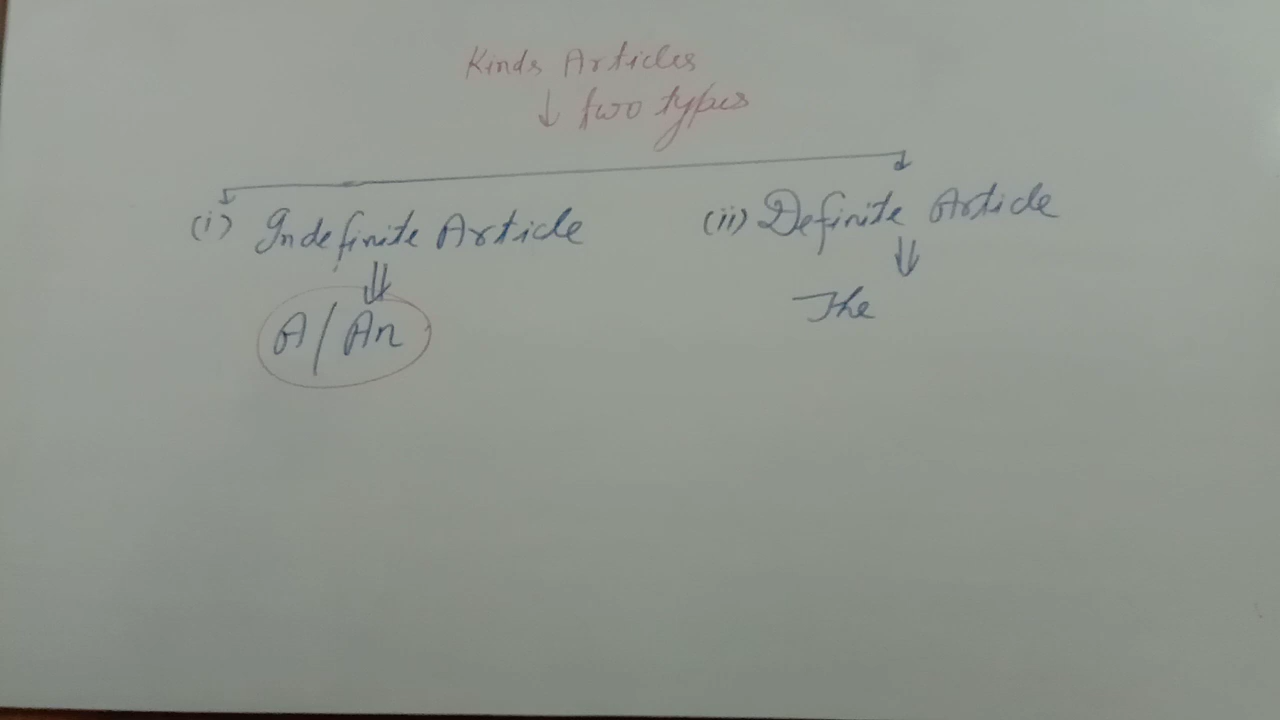 Kinds Articles
↓ two types
(i) Indefinite Article
(ii) Definite Article
A/An
The